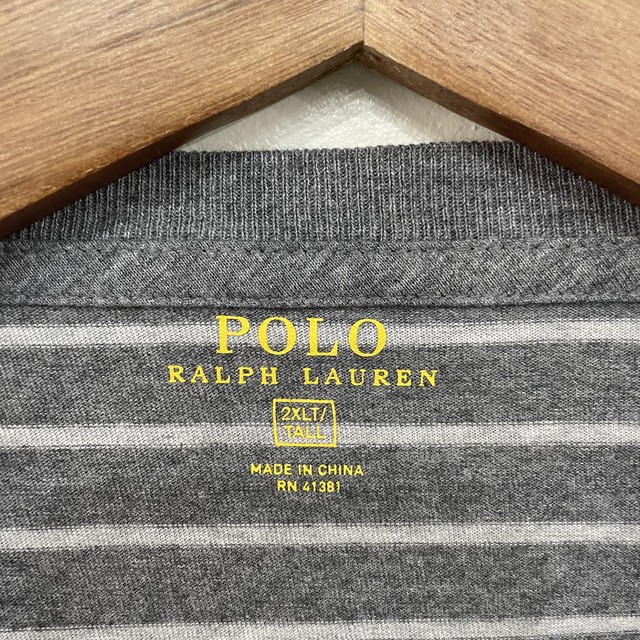 POLO
RALPH LAUREN
2XLT/
TALL
MADE IN CHINA
RN 41381